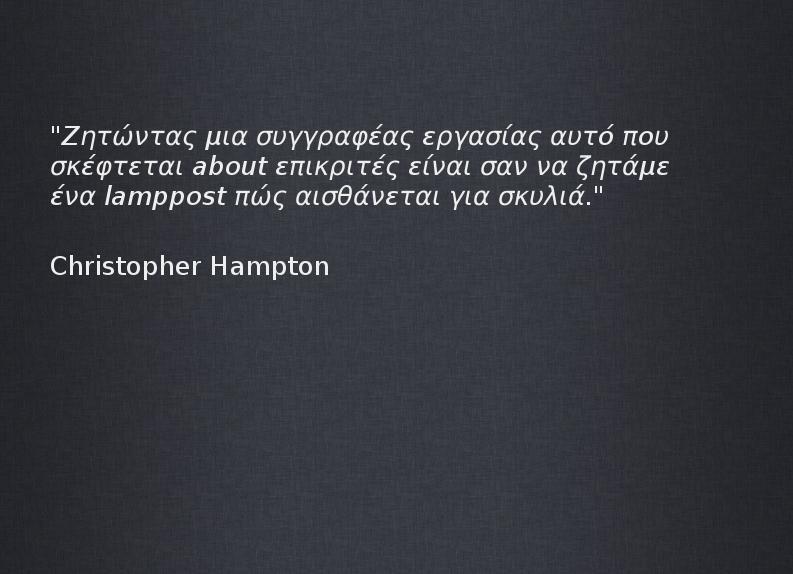 "Ζητώντας μια συγγραφέας εργασίας αυτό που
σκέφτεται about επικριτές είναι σαν να ζητάμε
ένα lamppost πώς αισθάνεται για σκυλιά."
Christopher Hampton